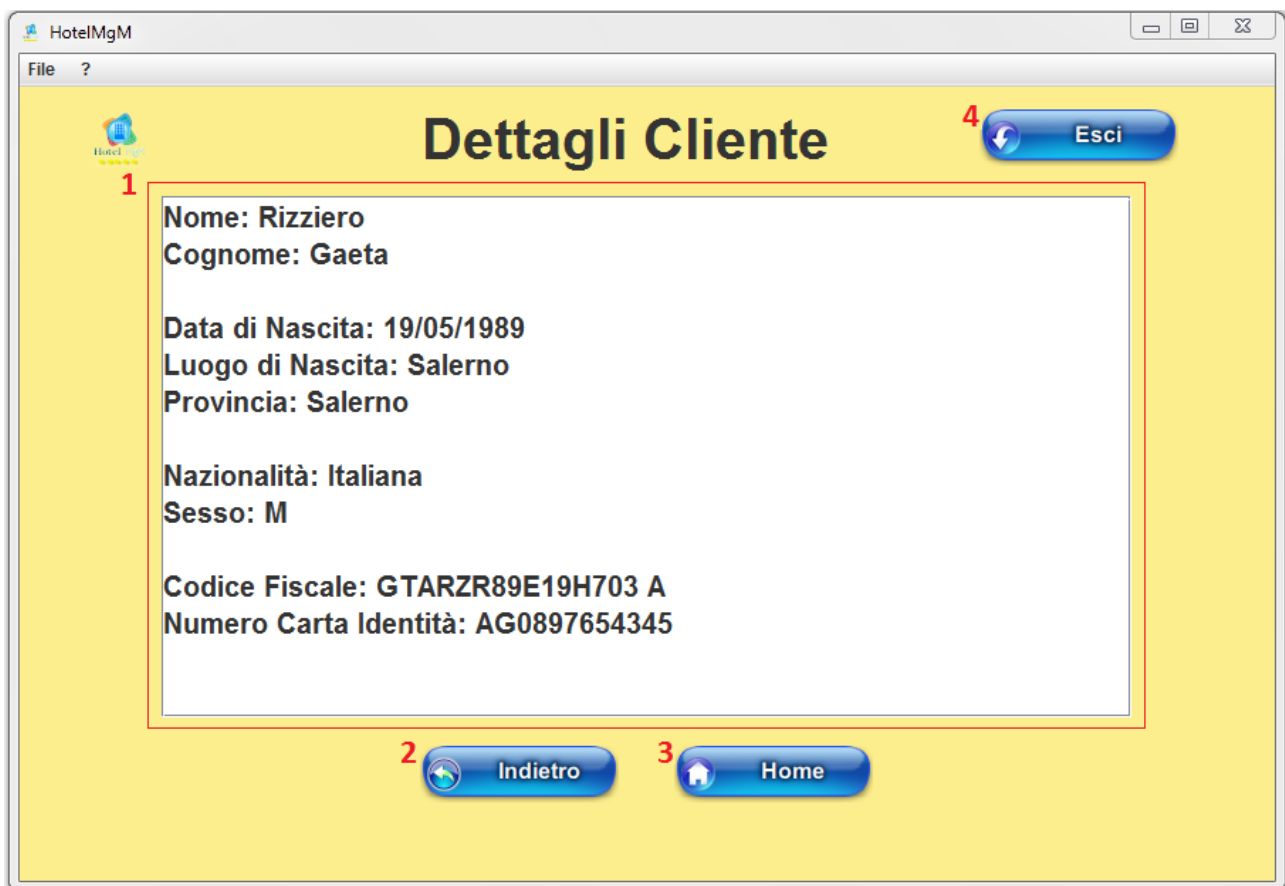 HotelMgM
File ?
Dettagli Cliente
4
Esci
Hotel
1
Nome: Rizziero
Cognome: Gaeta
Data di Nascita: 19/05/1989
Luogo di Nascita: Salerno
Provincia: Salerno
Nazionalità: Italiana
Sesso: M
Codice Fiscale: GTARZR89E19H703 A
Numero Carta Identità: AG0897654345
2
Indietro
3
Home